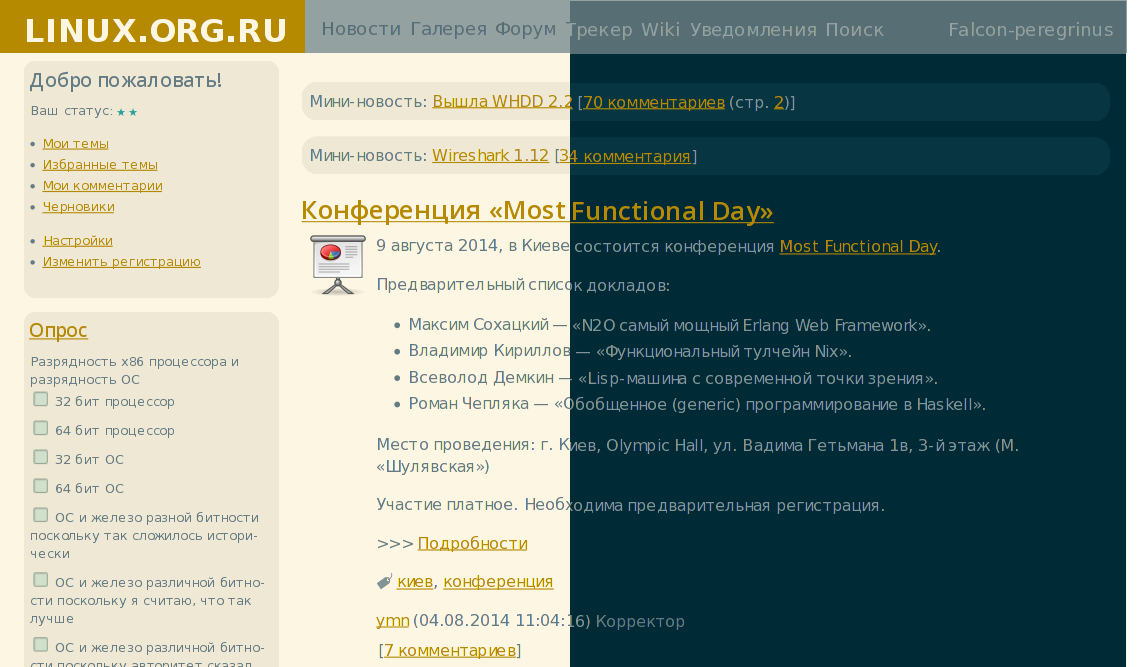 LINUX.ORG.RU
Новости Галерея Форум Трекер Wiki Уведомления Поиск Falcon-peregrinus
Добро пожаловать!
Ваш статус: ★ ★
• Мои темы
• Избранные темы
• Мои комментарии
• Черновики
• Настройки
• Изменить регистрацию
Опрос
Разрядность x86 процессора и
разрядность ОС
32 бит процессор
64 бит процессор
32 бит ОС
64 бит ОС
ОС и железо разной битности
поскольку так сложилось истори-
чески
ОС и железо различной битно-
сти поскольку я считаю, что так
лучше
ОС и железо различной битно-
сти поскольку авторитет сказал
Мини-новость: Вышла WHDD 2.2 [70 комментариев (стр. 2)]
Мини-новость: Wireshark 1.12 [34 комментария]
Конференция «Most Functional Day»
9 августа 2014, в Киеве состоится конференция Most Functional Day.
Предварительный список докладов:
• Максим Сохацкий — «N2O самый мощный Erlang Web Framework».
• Владимир Кириллов — «Функциональный тулчейн Nix».
• Всеволод Демкин — «Lisp-машина с современной точки зрения».
• Роман Чепляка — «Обобщенное (generic) программирование в Haskell».
Место проведения: г. Киев, Olympic Hall, ул. Вадима Гетьмана 1в, 3-й этаж (М.
«Шулявская»)
Участие платное. Необходима предварительная регистрация.
>>> Подробности
киев, конференция
ymn (04.08.2014 11:04:16) Корректор
[7 комментариев]